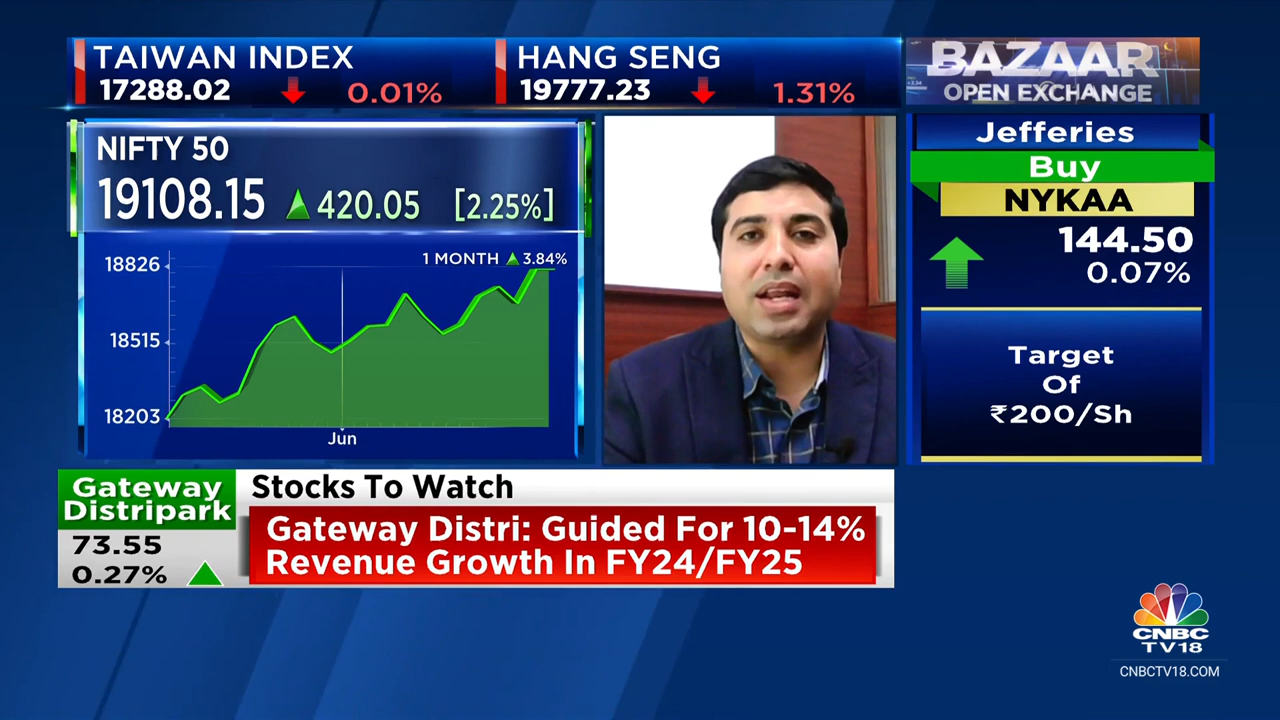 TAIWAN INDEX
17288.02 0.01%
HANG SENG
19777.23 1.31%
BAZAAR
OPEN EXCHANGE
NIFTY 50
19108.15 420.05 [2.25%]
1 MONTH 3.84%
18826
18515
18203
Jun
Jefferies
Buy
NYKAA
144.50
0.07%
Target
Of
₹200/Sh
Gateway
Distripark
73.55
0.27%
Stocks To Watch
Gateway Distri: Guided For 10-14%
Revenue Growth In FY24/FY25
CNBC
TV18
CNBCTV18.COM